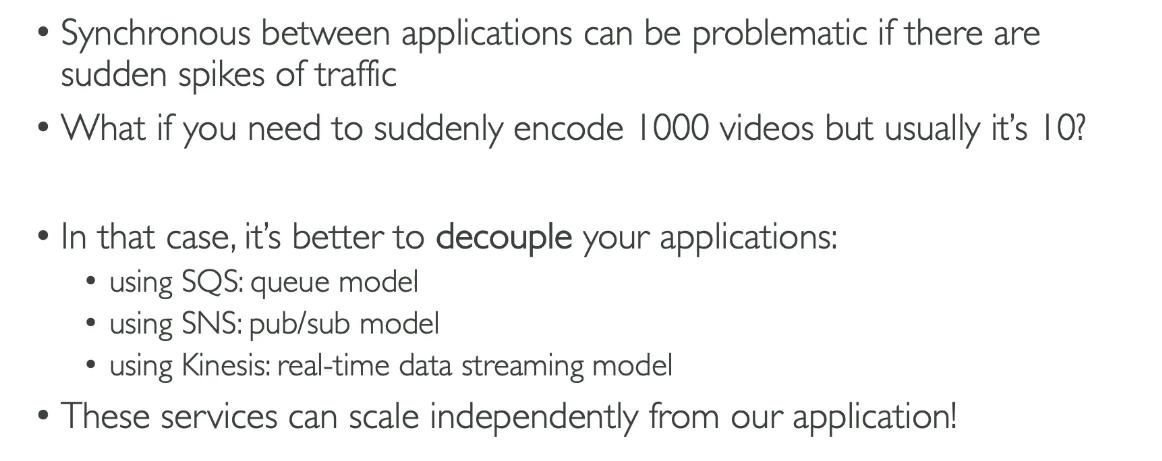 • Synchronous between applications can be problematic if there are
sudden spikes of traffic
• What if you need to suddenly encode 1000 videos but usually it's 10?
• In that case, it's better to decouple your applications:
• using SQS: queue model
• using SNS: pub/sub model
• using Kinesis: real-time data streaming model
• These services can scale independently from our application!